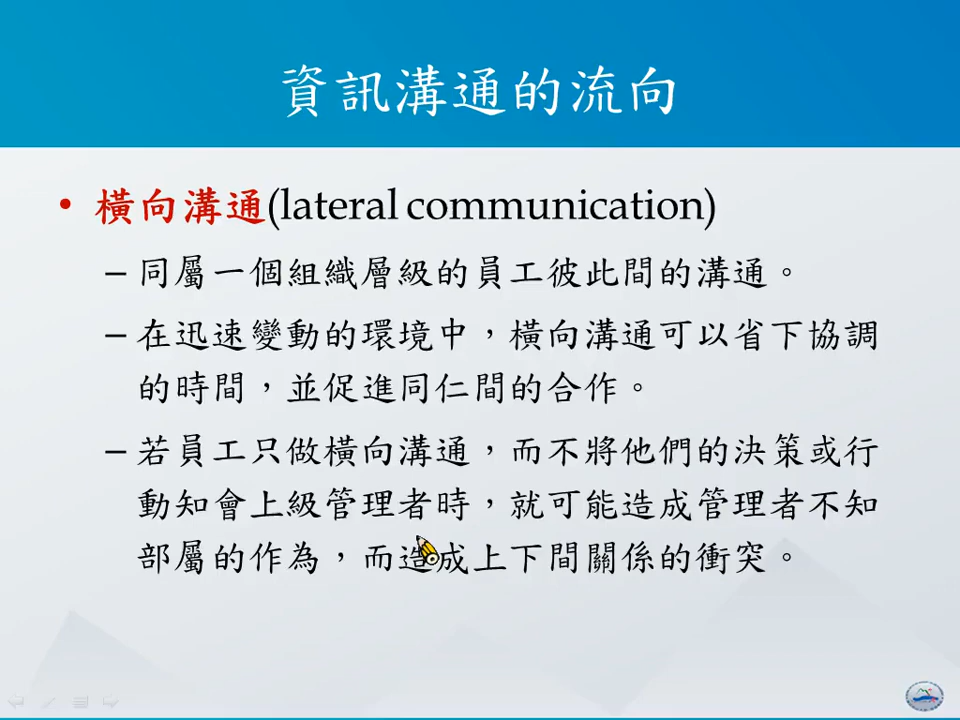 資訊溝通的流向
• 橫向溝通(lateral communication)
– 同屬一個組織層級的員工彼此間的溝通。
– 在迅速變動的環境中，橫向溝通可以省下協調
的時間，並促進同仁間的合作。
– 若員工只做橫向溝通，而不將他們的決策或行
動知會上級管理者時，就可能造成管理者不知
部屬的作為，而造成上下間關係的衝突。